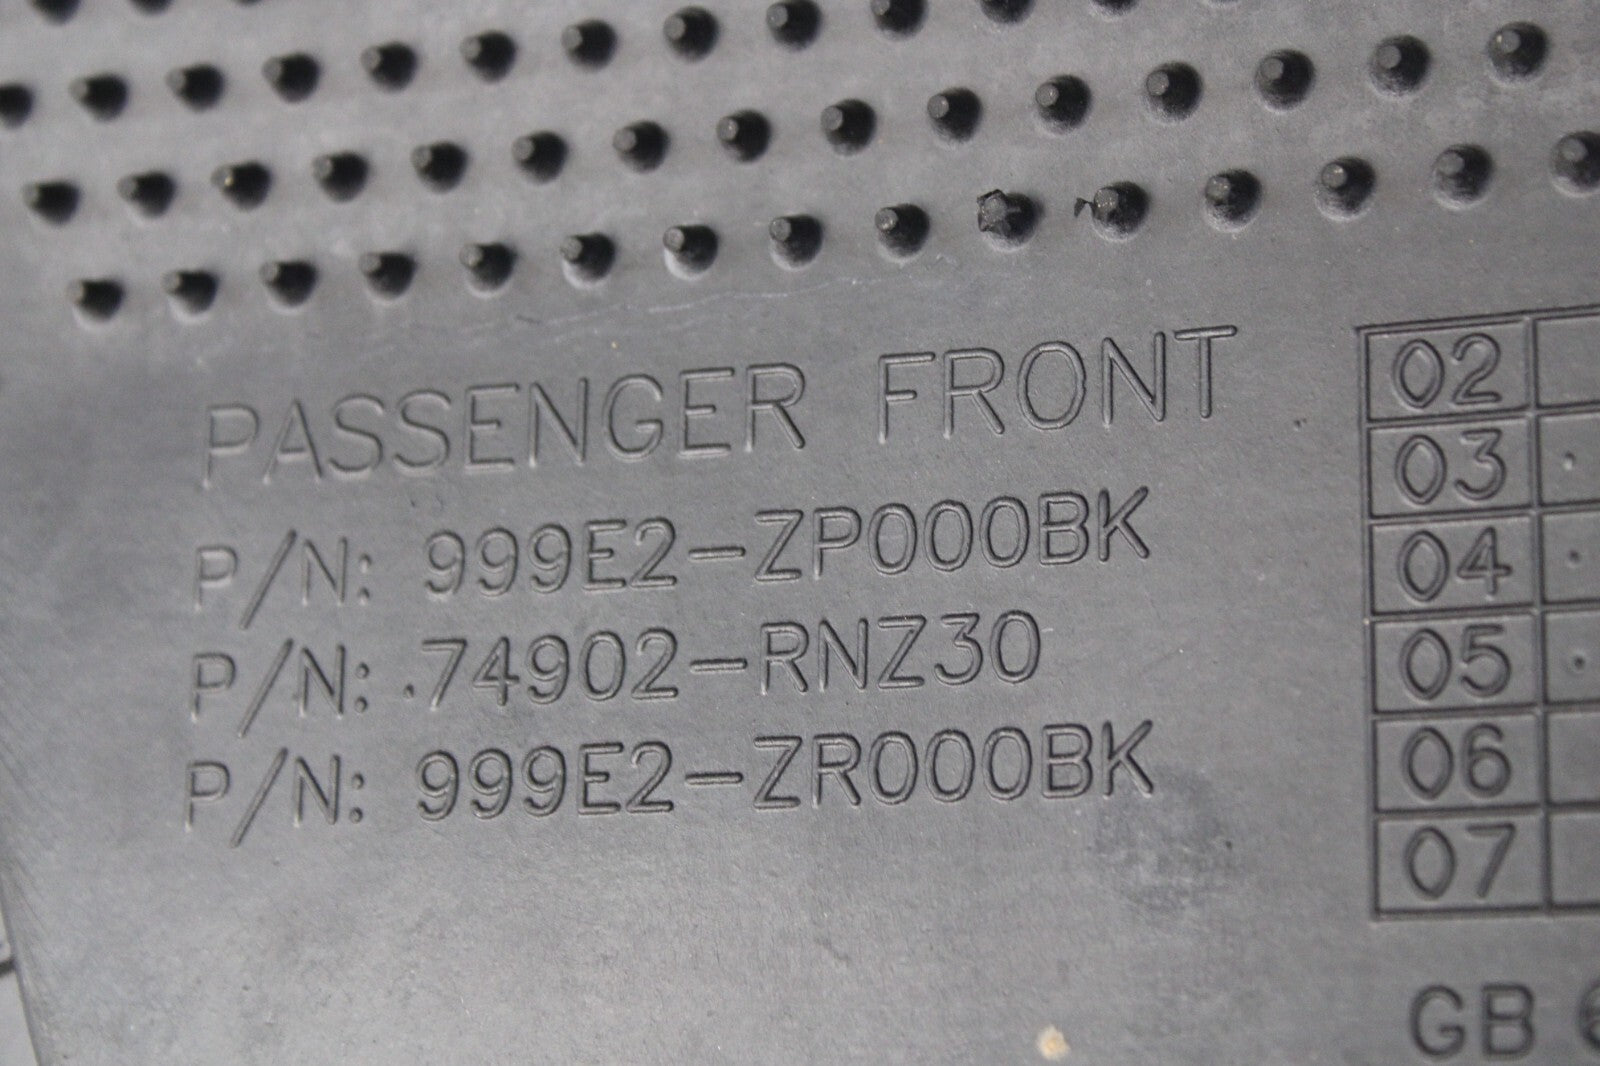 PASSENGER FRONT
P/N: 999E2-ZP000BK
P/N: 74902-RNZ30
P/N: 999E2-ZR000BK
02
03
04
05
06
07
GB